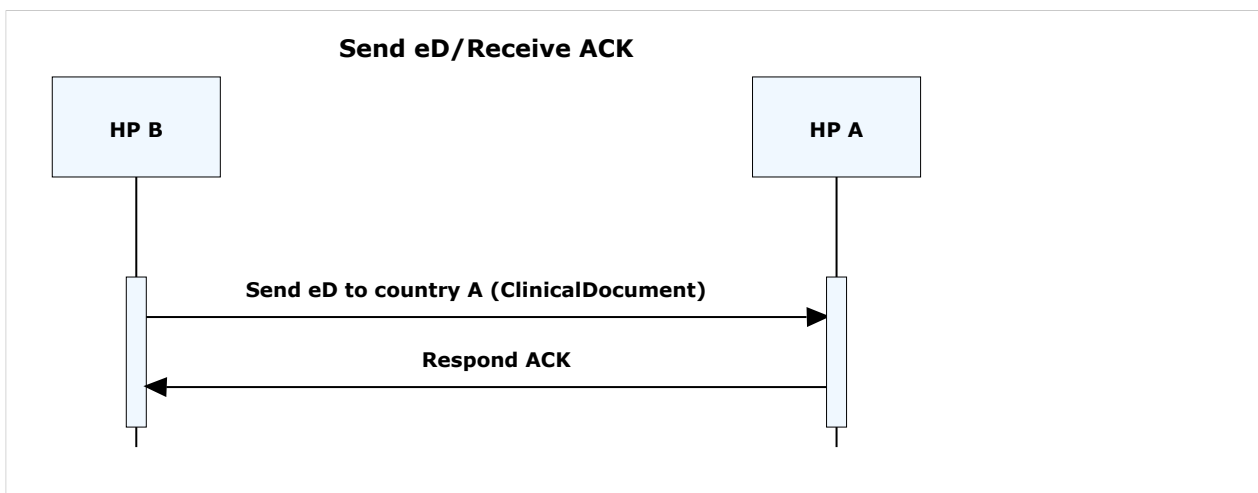 Send eD/Receive ACK
HP B
HP A
Send eD to country A (ClinicalDocument)
Respond ACK